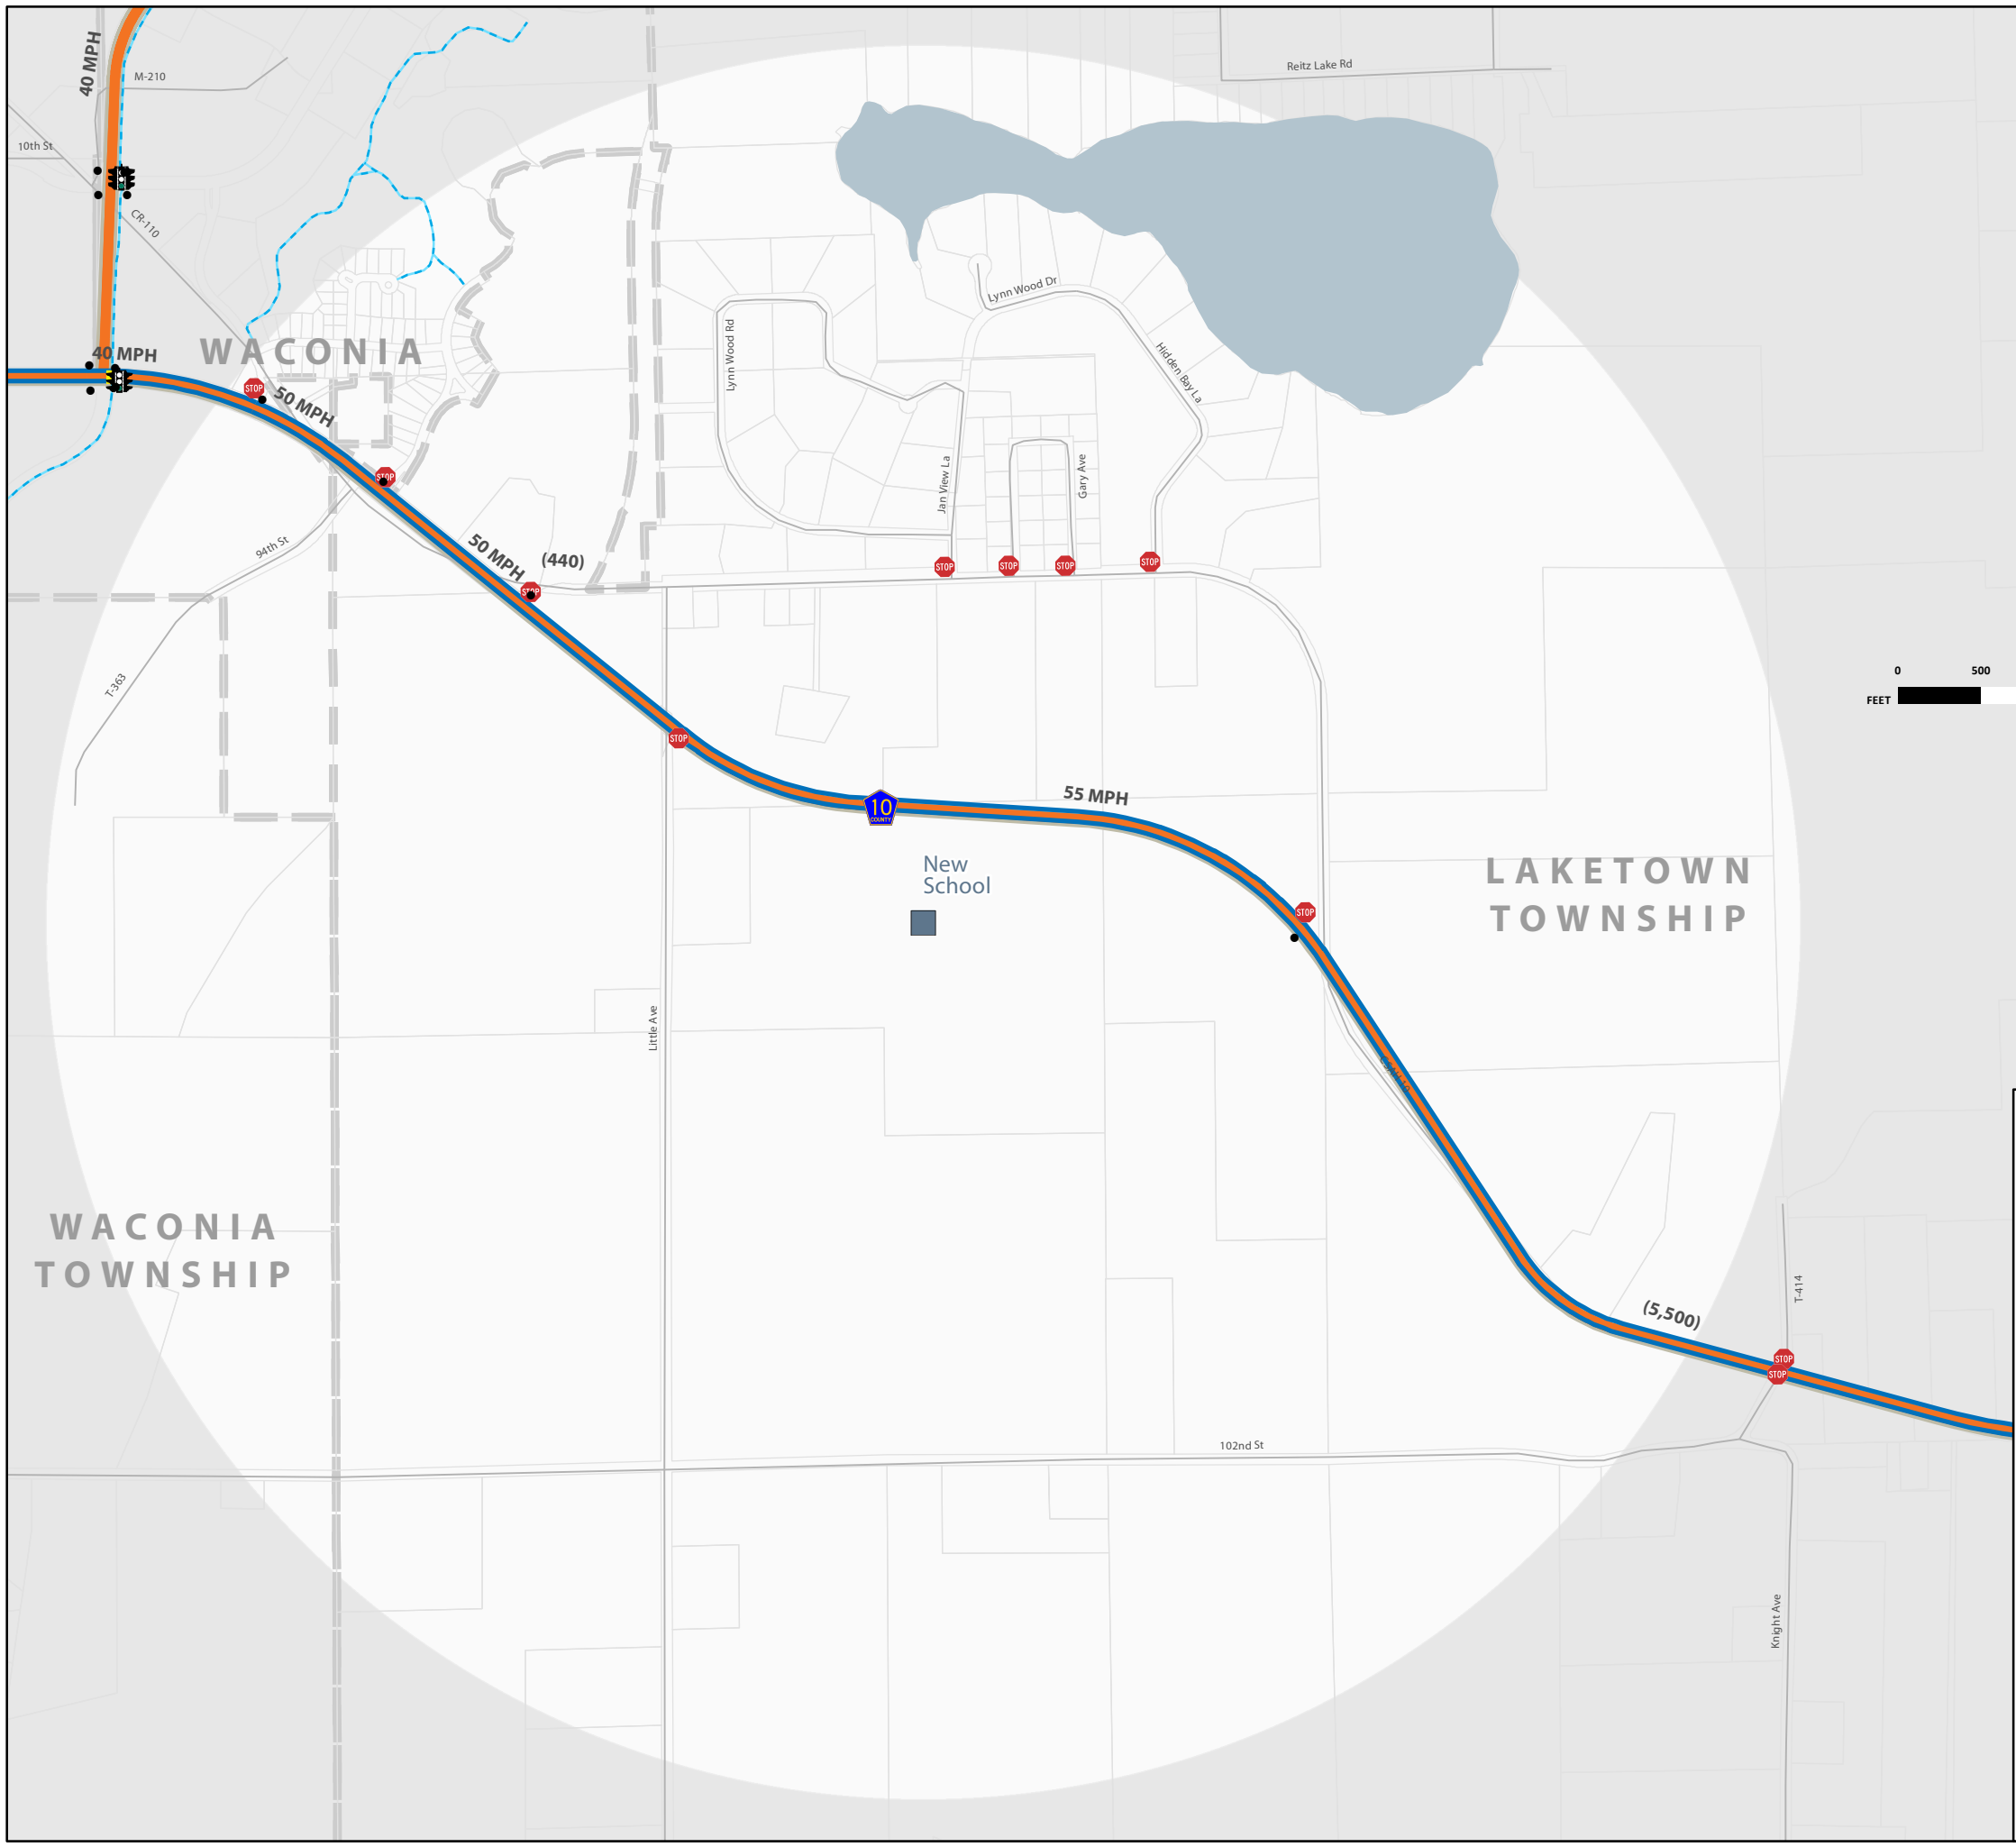 40 MPH
M-210
Reitz Lake Rd
10th St
CR-110
Lynn Wood Dr
WACONIA
40 MPH
Lynn Wood Rd
Hidden Bay La
STOP
50 MPH
STOP
Jan View La
Gary Ave
94th St
50 MPH
(440)
STOP
STOP
STOP
STOP
STOP
T-363
0 500
FEET
STOP
10
COUNTY
55 MPH
New
School
LAKETOWN
TOWNSHIP
STOP
Little Ave
WACONIA
TOWNSHIP
T-414
(5,500)
STOP
STOP
102nd St
Knight Ave